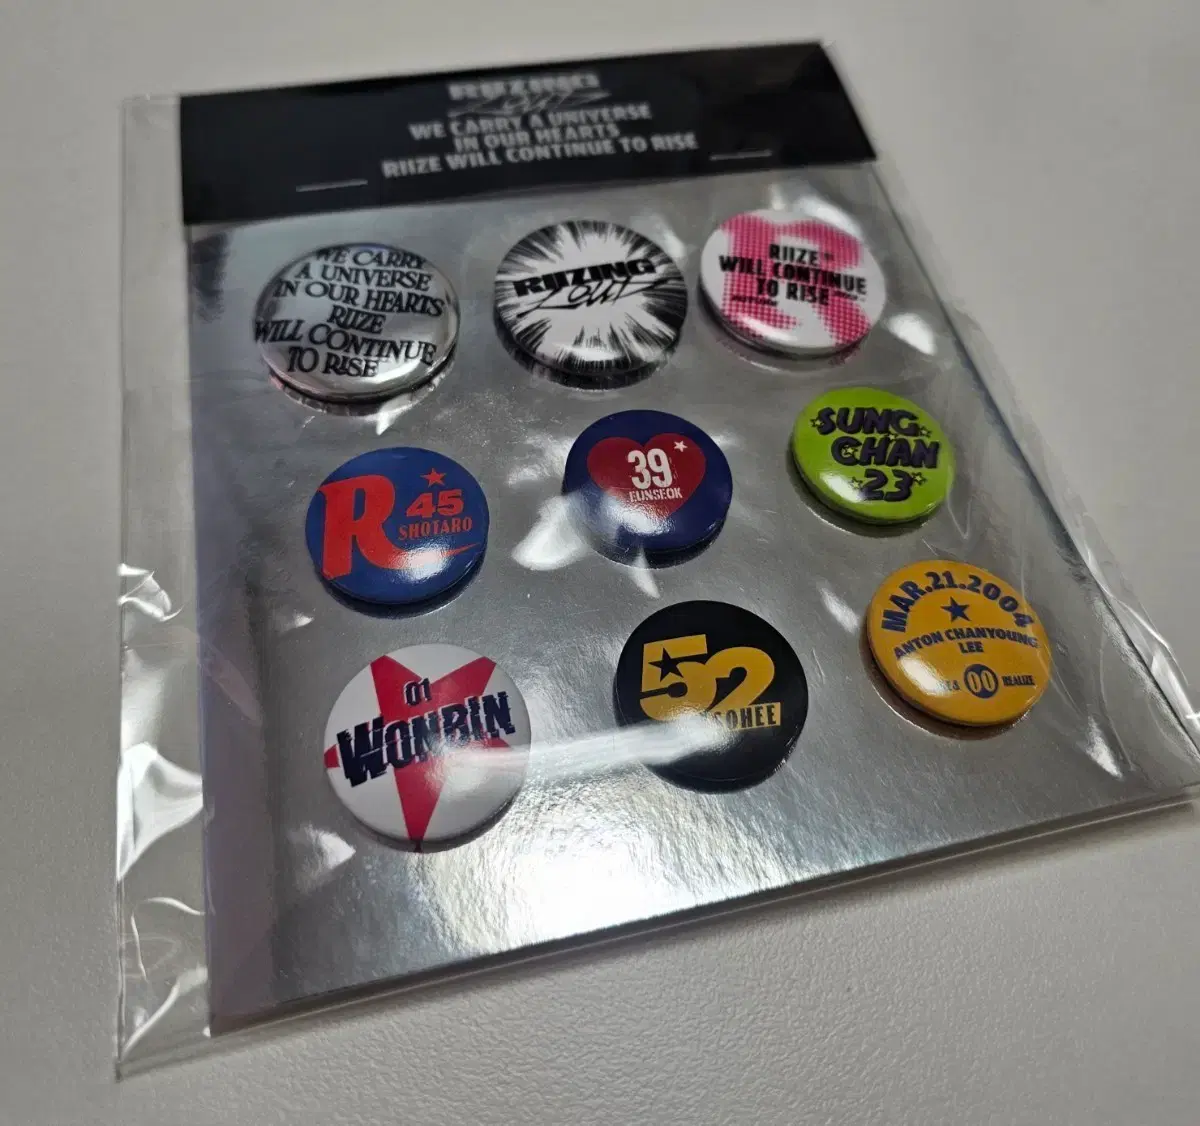 RIIZING
LOUD
WE CARRY A UNIVERSE
IN OUR HEARTS
RIIZE WILL CONTINUE TO RISE
WE CARRY
A UNIVERSE
IN OUR HEARTS
RIIZE
WILL CONTINUE
TO RISE
RIIZING
LOUD
RIIZE
WILL CONTINUE
TO RISE
45
SHOTARO
R
39
EUNSEOK
SUNG
CHAN
23
01
WONBIN
52
SOHEE
MAR.21.2004
ANTON CHANYOUNG
LEE
00 REALIZE